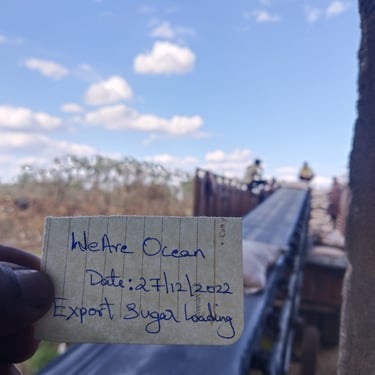 WeAre Ocean
Date: 27/12/2022
Export Sugar Loading